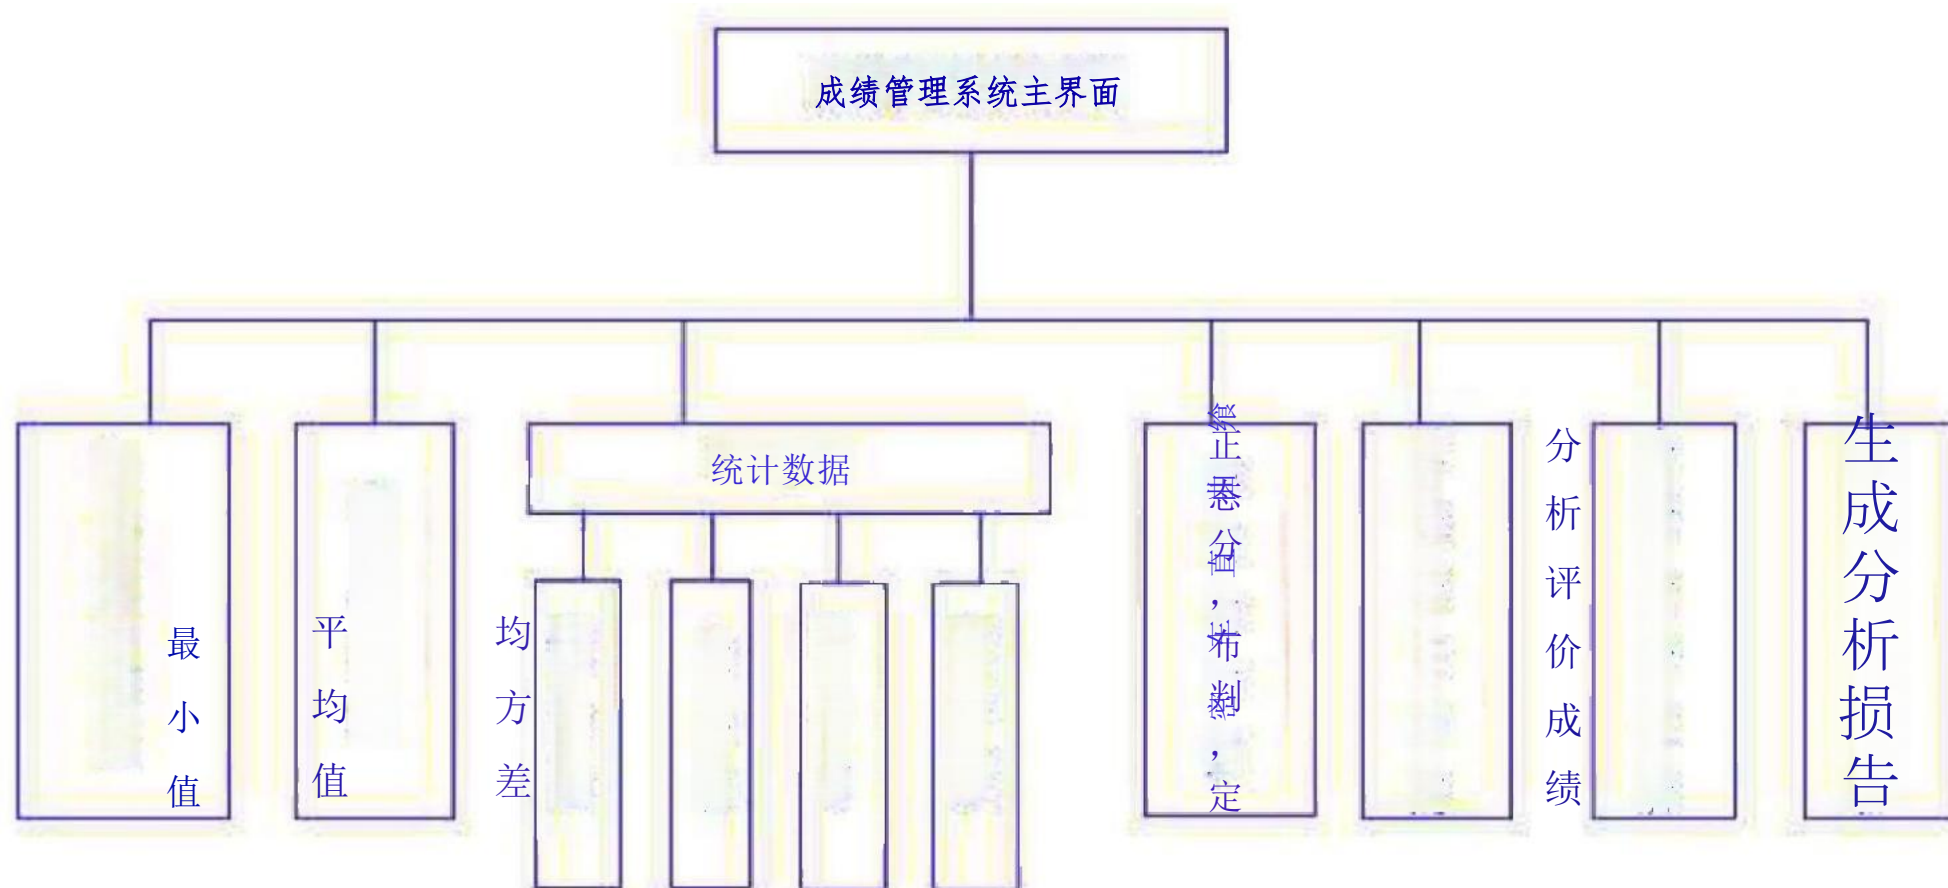 成绩管理系统主界面
统计数据
最小值
平均值
均方差
分析评价成绩
生成分析损告